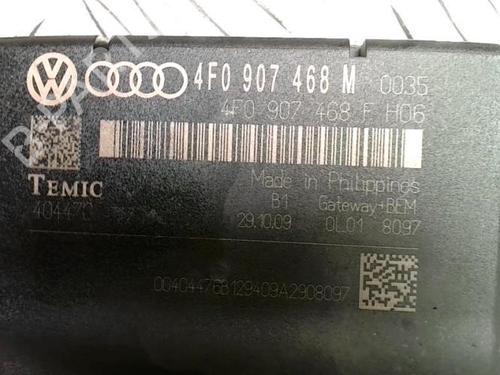 4F0 907 468 M 0035
4F0 907 468 F H06
TEMIC
Made in Philippines
B1 Gateway+BEM
29.10.09 0L01 8097